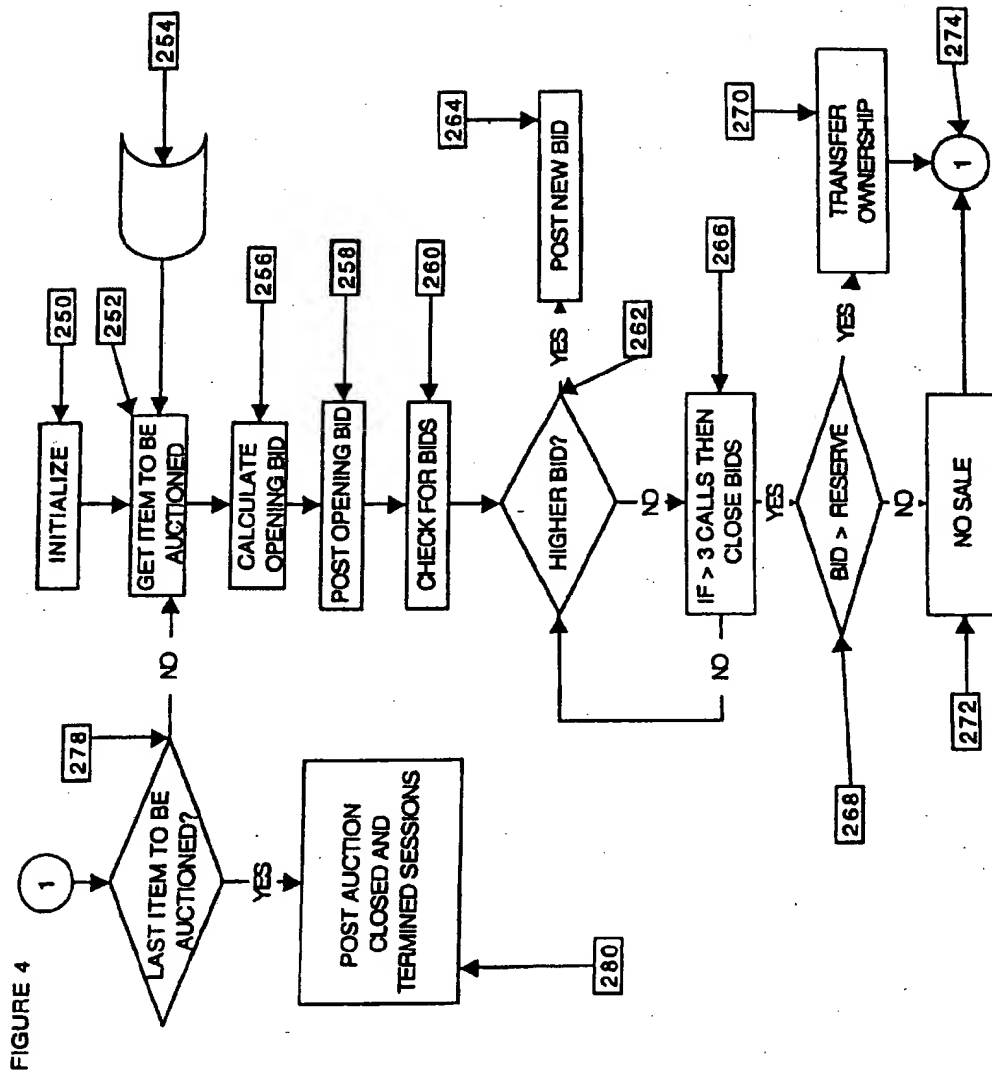 FIGURE 4
1
LAST ITEM TO BE
AUCTIONED?
278
NO
YES
POST AUCTION
CLOSED AND
TERMINED SESSIONS
280
INITIALIZE
250
252
GET ITEM TO BE
AUCTIONED
254
CALCULATE
OPENING BID
256
POST OPENING BID
258
CHECK FOR BIDS
260
HIGHER BID?
262
YES
POST NEW BID
264
NO
IF > 3 CALLS THEN
CLOSE BIDS
266
NO
YES
BID > RESERVE
268
YES
TRANSFER
OWNERSHIP
270
NO
NO SALE
272
1
274